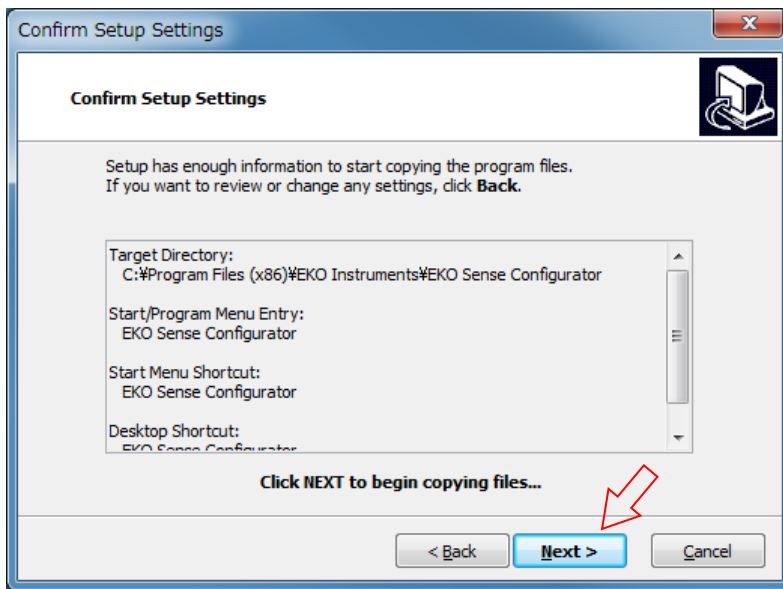 Confirm Setup Settings
Confirm Setup Settings
Setup has enough information to start copying the program files.
If you want to review or change any settings, click Back.
Target Directory:
C:¥Program Files (x86)¥EKO Instruments¥EKO Sense Configurator
Start/Program Menu Entry:
EKO Sense Configurator
Start Menu Shortcut:
EKO Sense Configurator
Desktop Shortcut:
EKO Sense Configurator
Click NEXT to begin copying files...
< Back
Next >
Cancel